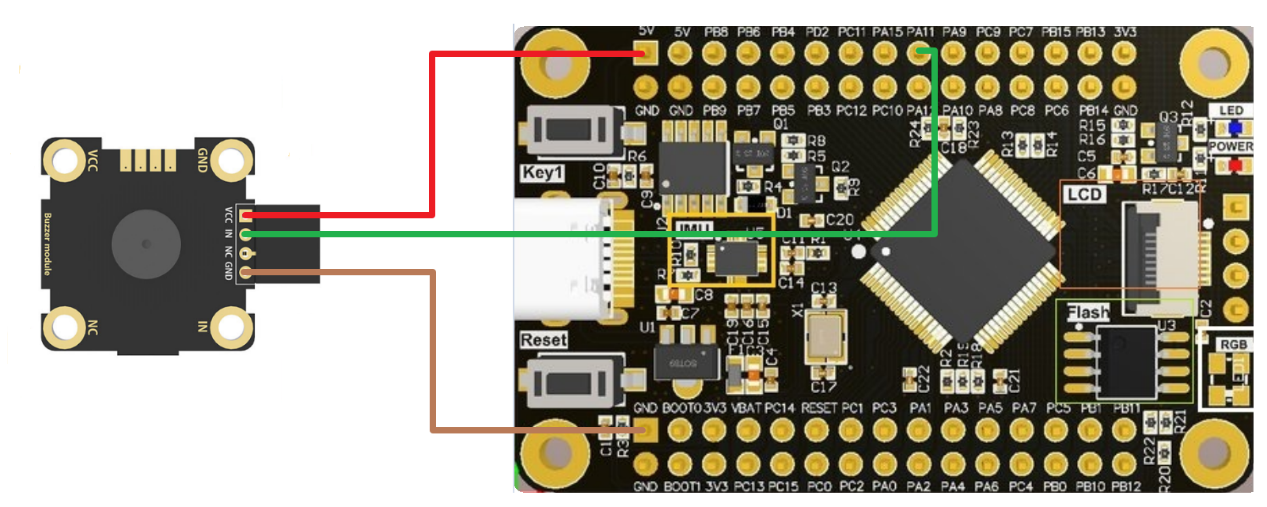 5V 5V PB8 PB6 PB4 PD2 PC11 PA15 PA11 PA9 PC9 PC7 PB15 PB13 3V3
GND GND PB9 PB7 PB5 PB3 PC12 PC10 PA12 PA10 PA8 PC8 PC6 PB14 GND
VCC
GND
Buzzer module
VCC
IN
NC
GND
NC
IN
Key1
C10
R6
C9
Q1
R8
R5
Q2
R4
R9
D1
C20
R24
C18
R23
R13
R14
R15
R16
C5
C6
Q3
R12
LED
POWER
R17
C12
LCD
IMU
U5
C11
R1
C14
C8
C7
Reset
U1
C19
C16
C15
X1
C13
C17
C3
C4
Flash
U3
C2
RGB
C22
R18
C21
GND BOOT0 3V3 VBAT PC14 RESET PC1 PC3 PA1 PA3 PA5 PA7 PC5 PB1 PB11
R3
R22
R21
R20
GND BOOT1 3V3 PC13 PC15 PC0 PC2 PA0 PA2 PA4 PA6 PC4 PB0 PB10 PB12